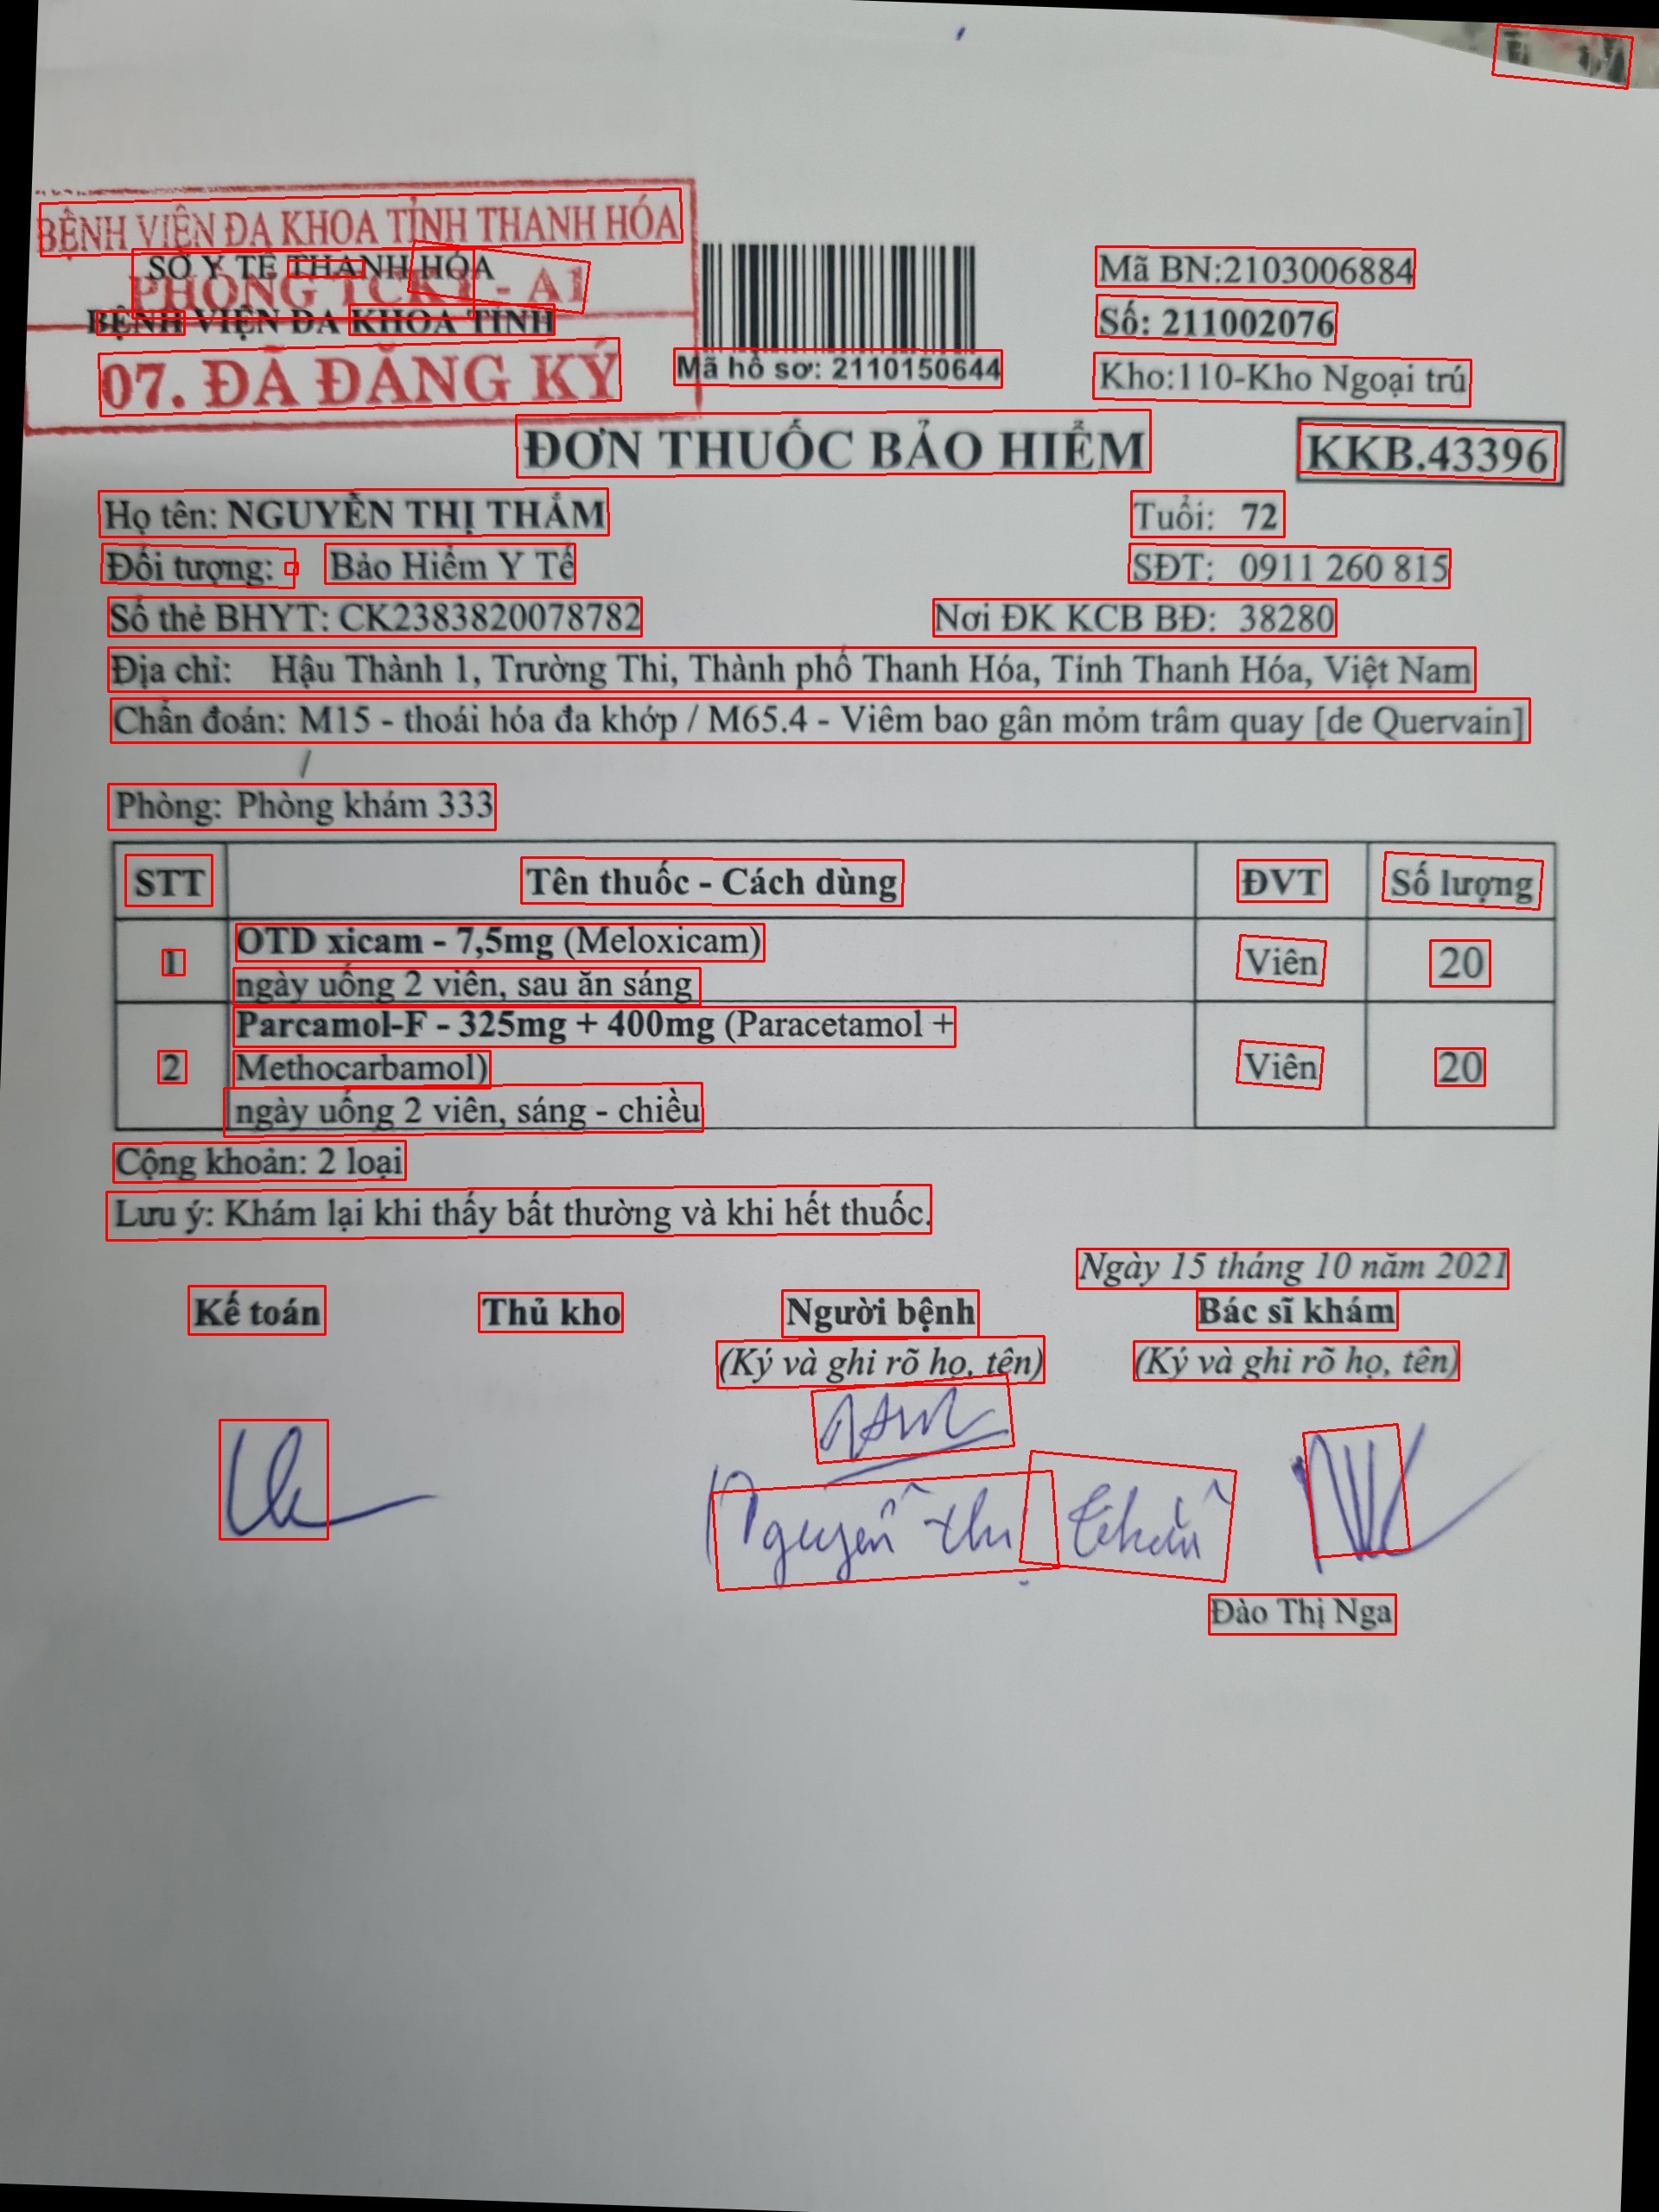 BỆNH VIỆN ĐA KHOA TỈNH THANH HÓA
SỞ Y TẾ THANH HÓA
PHÒNG TCKT - A1
BỆNH VIỆN ĐA KHOA TỈNH
07. ĐÃ ĐĂNG KÝ
Mã hồ sơ: 2110150644
Mã BN:2103006884
Số: 211002076
Kho:110-Kho Ngoại trú
ĐƠN THUỐC BẢO HIỂM
KKB.43396
Họ tên: NGUYỄN THỊ THẮM Tuổi: 72
Đối tượng: Bảo Hiểm Y Tế SĐT: 0911 260 815
Số thẻ BHYT: CK2383820078782 Nơi ĐK KCB BĐ: 38280
Địa chỉ: Hậu Thành 1, Trường Thi, Thành phố Thanh Hóa, Tỉnh Thanh Hóa, Việt Nam
Chẩn đoán: M15 - thoái hóa đa khớp / M65.4 - Viêm bao gân mỏm trâm quay [de Quervain]
/
Phòng: Phòng khám 333
STT Tên thuốc - Cách dùng ĐVT Số lượng
1 OTD xicam - 7,5mg (Meloxicam) Viên 20
ngày uống 2 viên, sau ăn sáng
2 Parcamol-F - 325mg + 400mg (Paracetamol + Viên 20
Methocarbamol)
ngày uống 2 viên, sáng - chiều
Cộng khoản: 2 loại
Lưu ý: Khám lại khi thấy bất thường và khi hết thuốc.
Ngày 15 tháng 10 năm 2021
Kế toán Thủ kho Người bệnh Bác sĩ khám
(Ký và ghi rõ họ, tên) (Ký và ghi rõ họ, tên)
Nguyễn thị
Đào Thị Nga